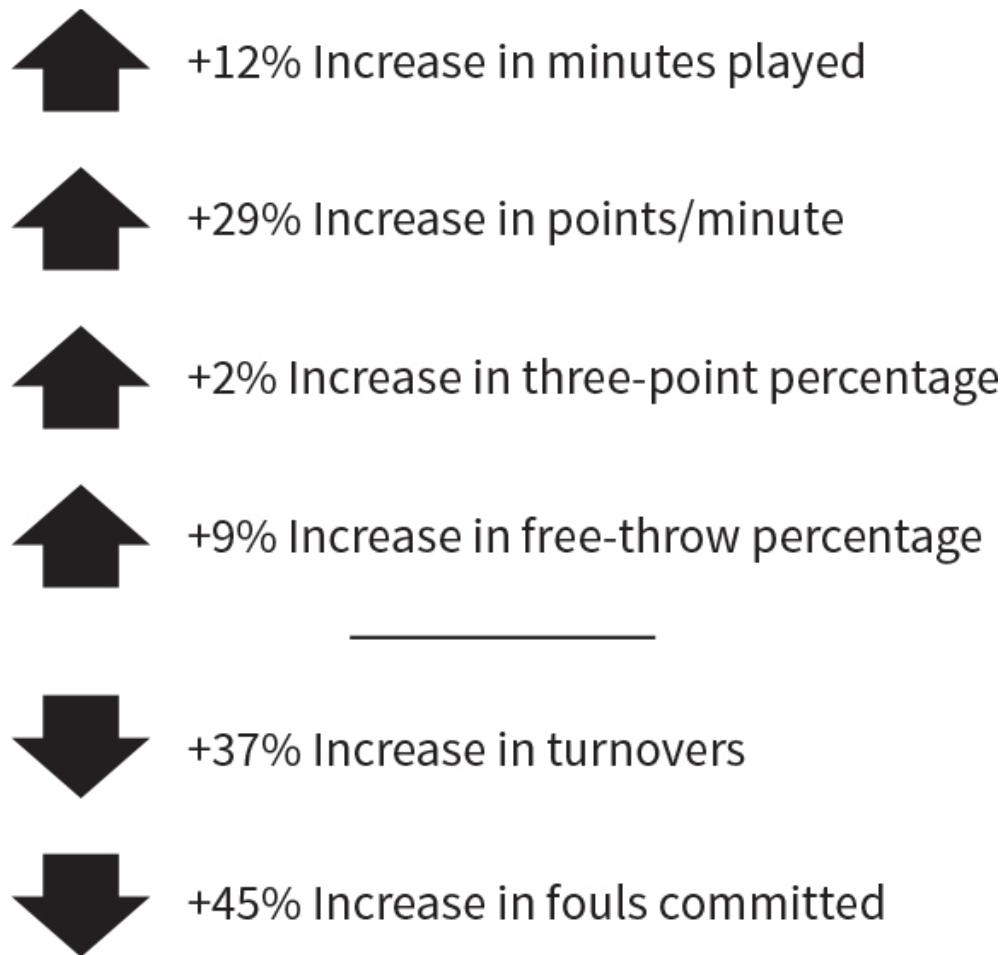 +12% Increase in minutes played
+29% Increase in points/minute
+2% Increase in three-point percentage
+9% Increase in free-throw percentage
+37% Increase in turnovers
+45% Increase in fouls committed